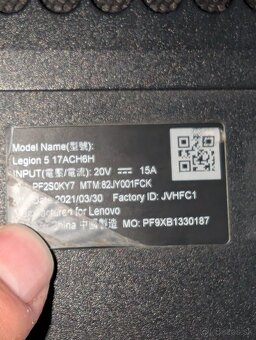 Model Name(型號):
Legion 5 17ACH6H
INPUT(電壓/電流): 20V ⎓ 15A
PF2S0KY7 MTM:82JY001FCK
2021/03/30 Factory ID: JVHFC1
Manufactured for Lenovo
China 中國製造 MO: PF9XB1330187